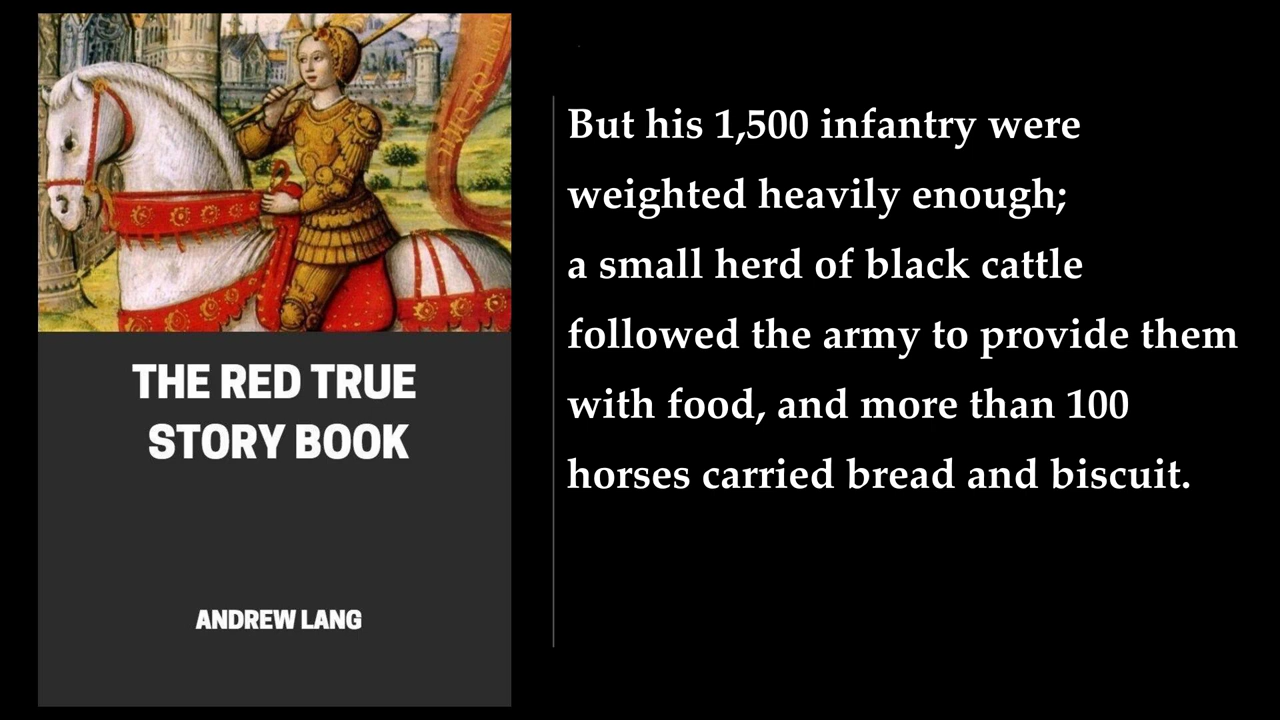 THE RED TRUE
STORY BOOK
ANDREW LANG
But his 1,500 infantry were
weighted heavily enough;
a small herd of black cattle
followed the army to provide them
with food, and more than 100
horses carried bread and biscuit.